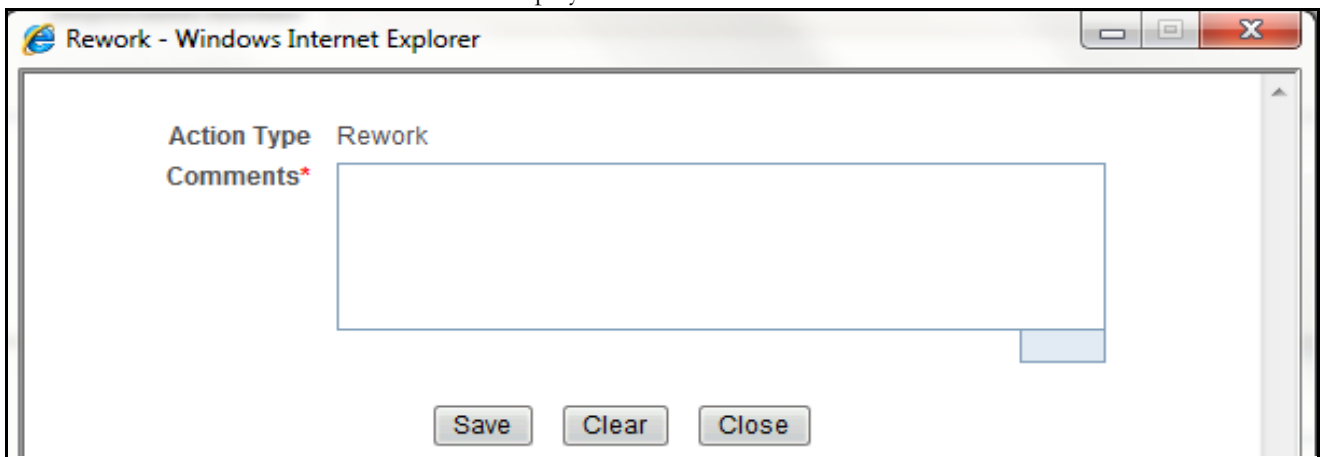 Rework - Windows Internet Explorer
Action Type Rework
Comments*
Save Clear Close